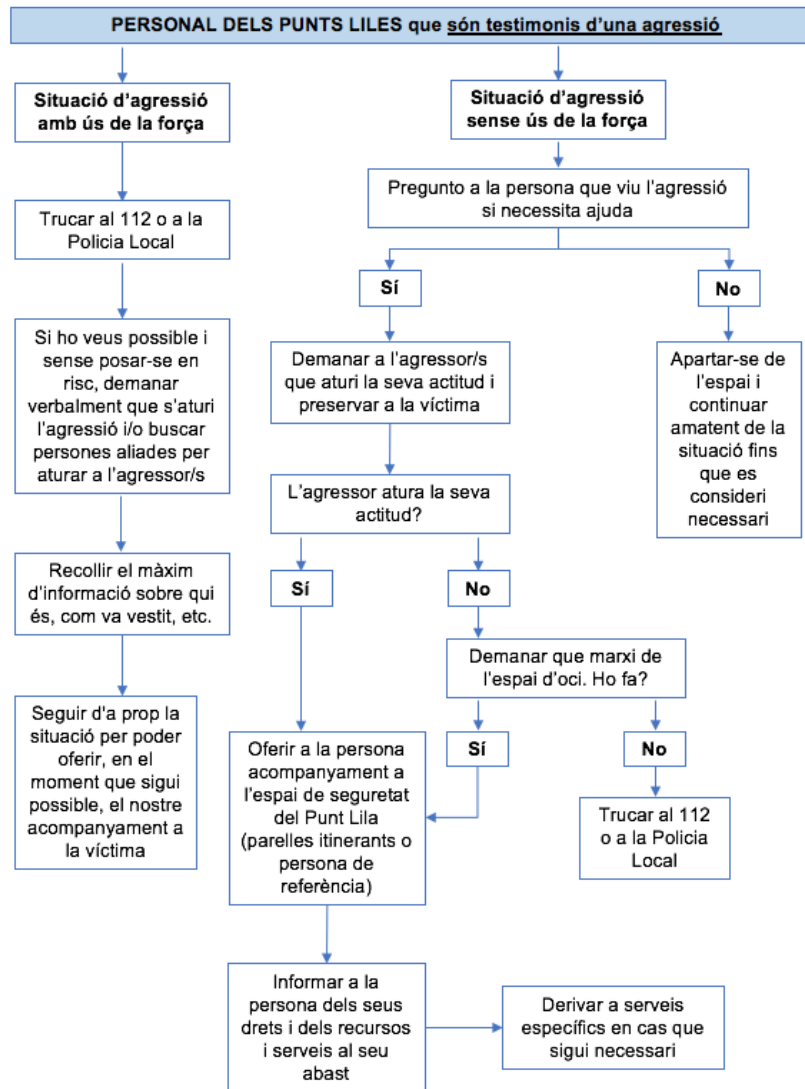 PERSONAL DELS PUNTS LILES que són testimonis d'una agressió
Situació d'agressió
amb ús de la força
Trucar al 112 o a la
Policia Local
Si ho veus possible i
sense posar-se en
risc, demanar
verbalment que s'aturi
l'agressió i/o buscar
persones aliades per
aturar a l'agressor/s
Recollir el màxim
d'informació sobre qui
és, com va vestit, etc.
Seguir d'a prop la
situació per poder
oferir, en el
moment que sigui
possible, el nostre
acompanyament a
la víctima
Situació d'agressió
sense ús de la força
Pregunto a la persona que viu l'agressió
si necessita ajuda
Sí
No
Demanar a l'agressor/s
que aturi la seva actitud i
preservar a la víctima
Apartar-se de
l'espai i
continuar
amatent de la
situació fins
que es
consideri
necessari
L'agressor atura la seva
actitud?
Sí
No
Demanar que marxi de
l'espai d'oci. Ho fa?
Sí
No
Oferir a la persona
acompanyament a
l'espai de seguretat
del Punt Lila
(parelles itinerants o
persona de
referència)
Trucar al 112
o a la Policia
Local
Informar a la
persona dels seus
drets i dels recursos
i serveis al seu
abast
Derivar a serveis
específics en cas que
sigui necessari